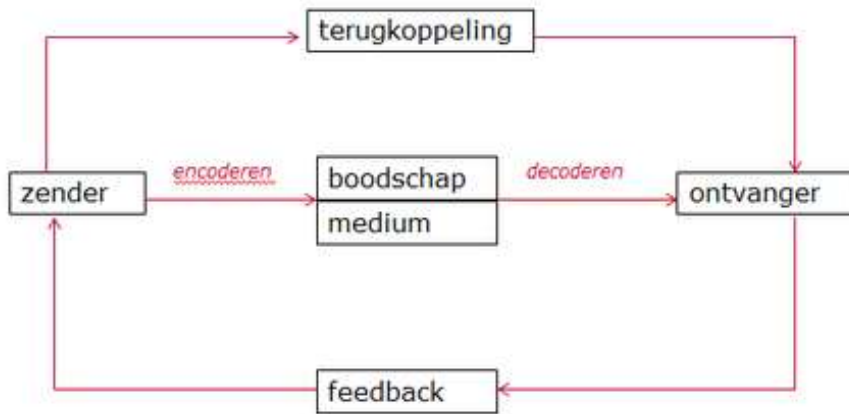 terugkoppeling
encoderen
decoderen
zender
boodschap
ontvanger
medium
feedback